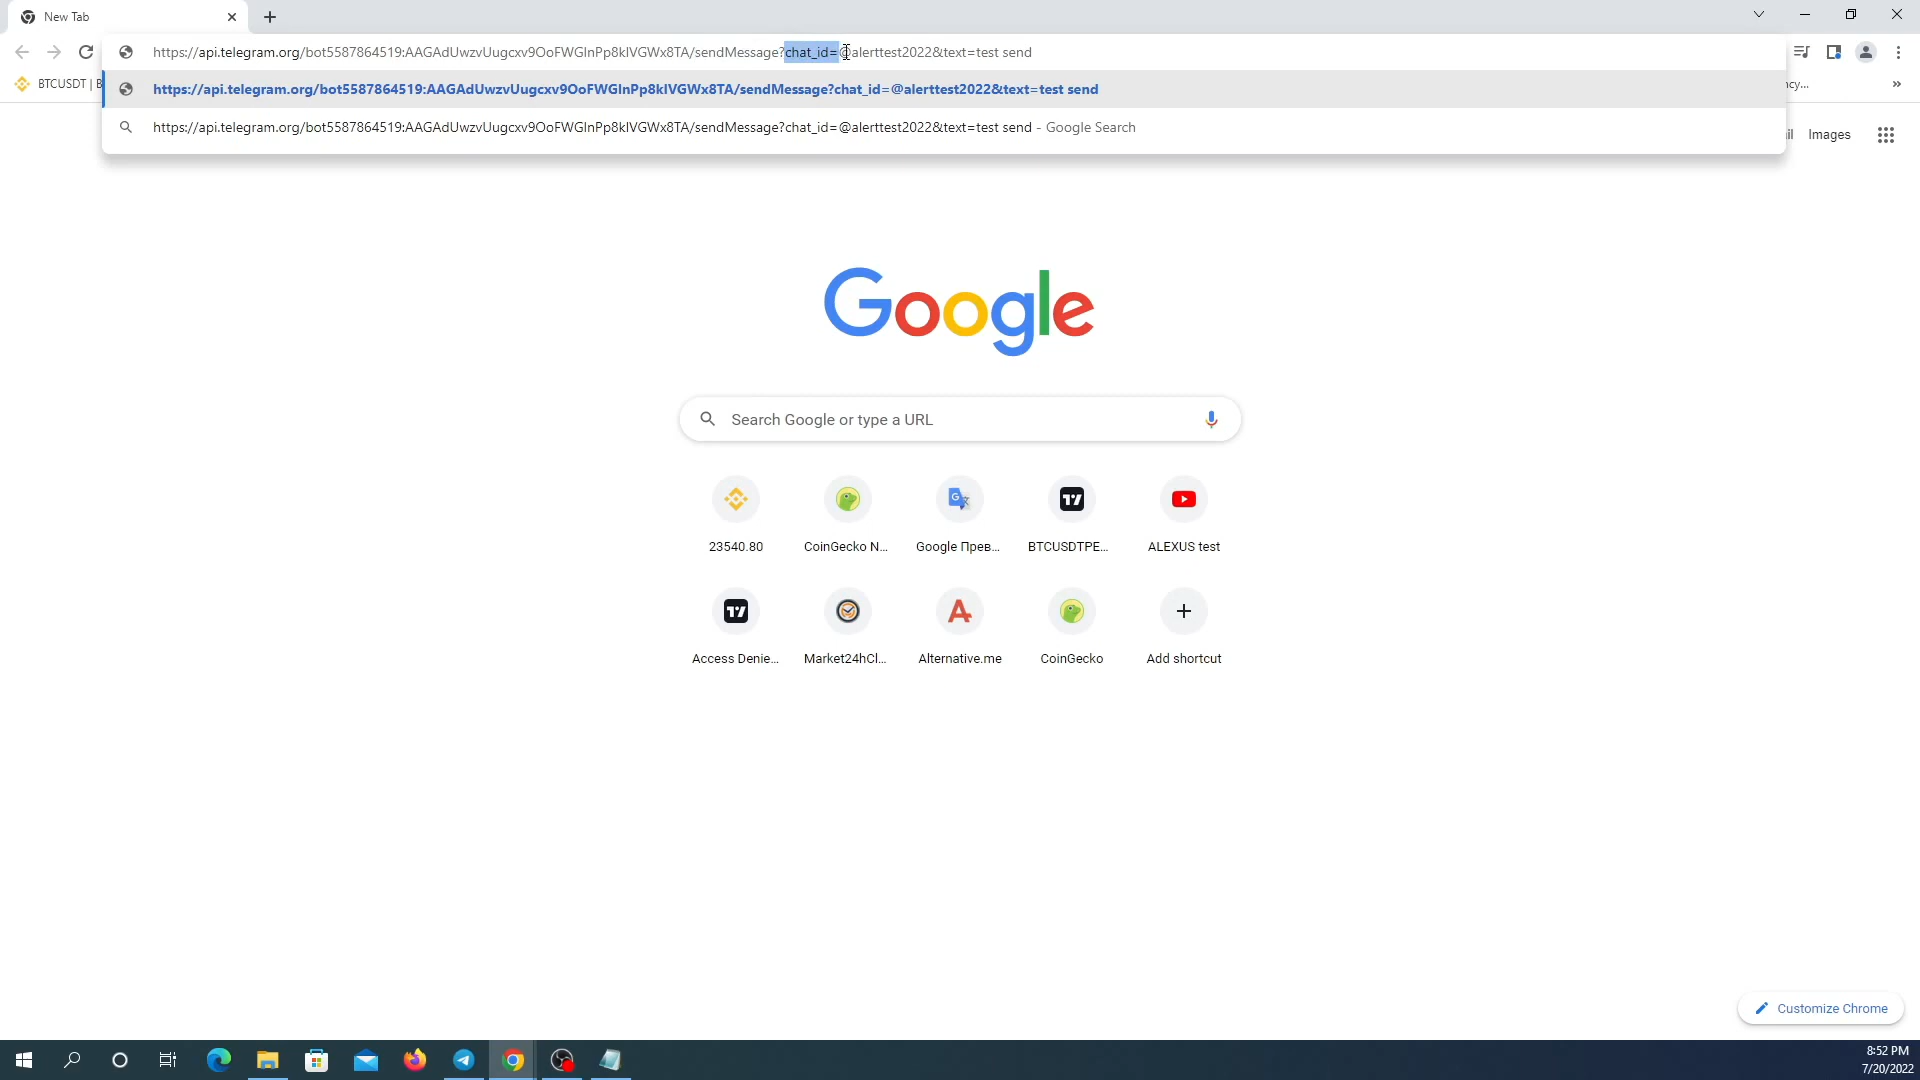 New Tab
https://api.telegram.org/bot5587864519:AAGAdUwzvUugcxv9OoFWGlnPp8klVGWx8TA/sendMessage?chat_id=@alerttest2022&text=test send
BTCUSDT | B
https://api.telegram.org/bot5587864519:AAGAdUwzvUugcxv9OoFWGlnPp8klVGWx8TA/sendMessage?chat_id=@alerttest2022&text=test send
ncy...
https://api.telegram.org/bot5587864519:AAGAdUwzvUugcxv9OoFWGlnPp8klVGWx8TA/sendMessage?chat_id=@alerttest2022&text=test send - Google Search
il Images
Google
Search Google or type a URL
23540.80 CoinGecko N... Google Прев... BTCUSDTPE... ALEXUS test
Access Denie... Market24hCl... Alternative.me CoinGecko Add shortcut
Customize Chrome
8:52 PM
7/20/2022